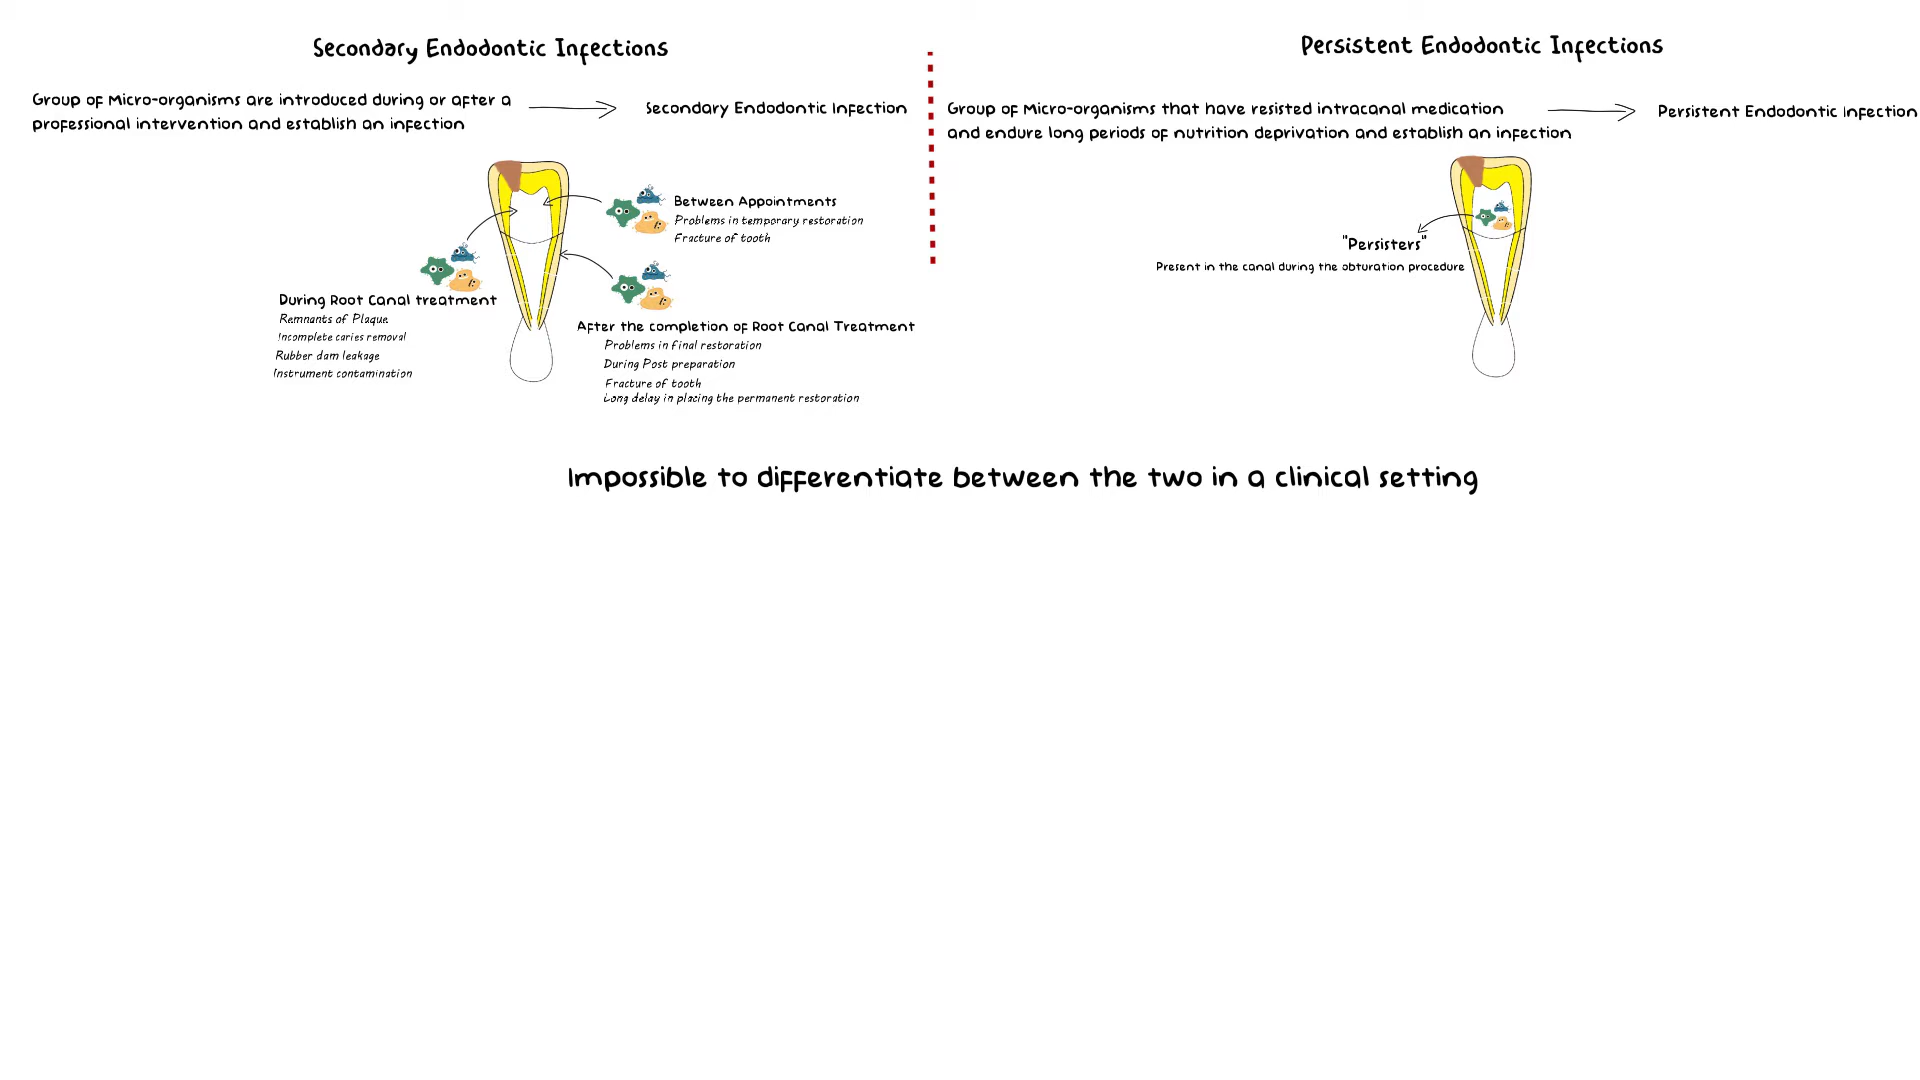 Secondary Endodontic Infections
Group of Micro-organisms are introduced during or after a
professional intervention and establish an infection
Secondary Endodontic Infection
Between Appointments
Problems in temporary restoration
Fracture of tooth
During Root Canal treatment
Remnants of Plaque
Incomplete caries removal
Rubber dam leakage
Instrument contamination
After the completion of Root Canal Treatment
Problems in final restoration
During Post preparation
Fracture of tooth
Long delay in placing the permanent restoration
Persistent Endodontic Infections
Group of Micro-organisms that have resisted intracanal medication
and endure long periods of nutrition deprivation and establish an infection
Persistent Endodontic Infection
"Persisters"
Present in the canal during the obturation procedure
Impossible to differentiate between the two in a clinical setting